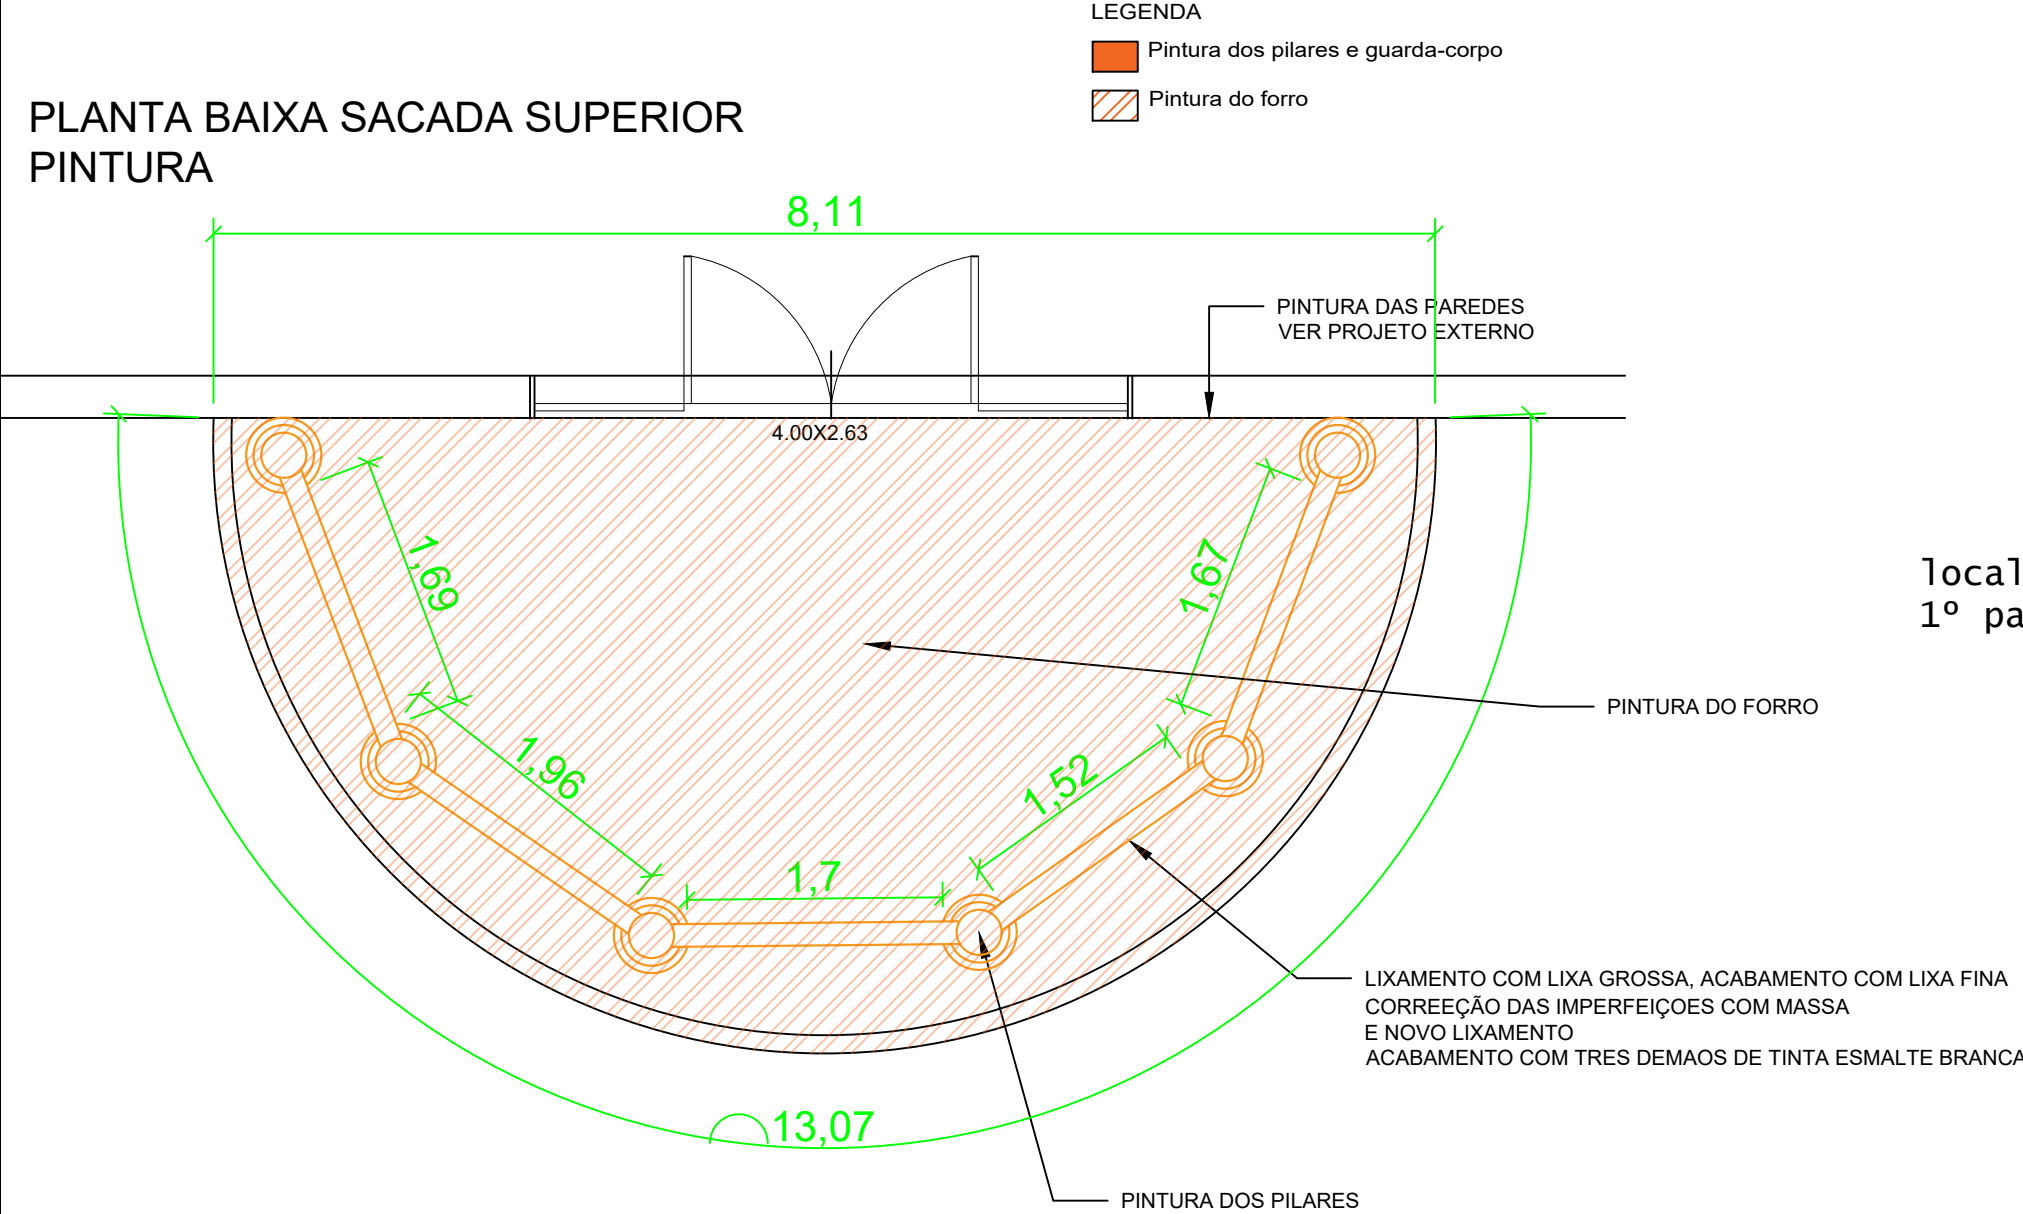 LEGENDA
Pintura dos pilares e guarda-corpo
Pintura do forro
PLANTA BAIXA SACADA SUPERIOR
PINTURA
8,11
PINTURA DAS PAREDES
VER PROJETO EXTERNO
4.00X2.63
1,69
1,67
local
1º pa
PINTURA DO FORRO
1,96
1,52
1,7
LIXAMENTO COM LIXA GROSSA, ACABAMENTO COM LIXA FINA
CORREEÇÃO DAS IMPERFEIÇOES COM MASSA
E NOVO LIXAMENTO
ACABAMENTO COM TRES DEMAOS DE TINTA ESMALTE BRANCA
13,07
PINTURA DOS PILARES